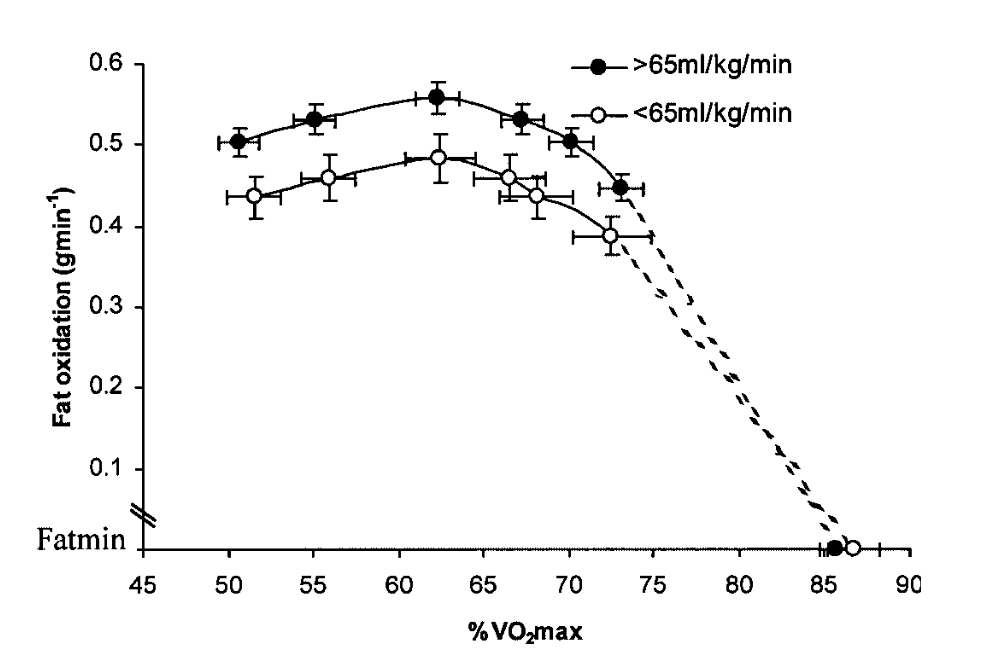 0.6
0.5
0.4
0.3
0.2
0.1
Fatmin
Fat oxidation (gmin⁻¹)
>65ml/kg/min
<65ml/kg/min
45 50 55 60 65 70 75 80 85 90
%VO₂max